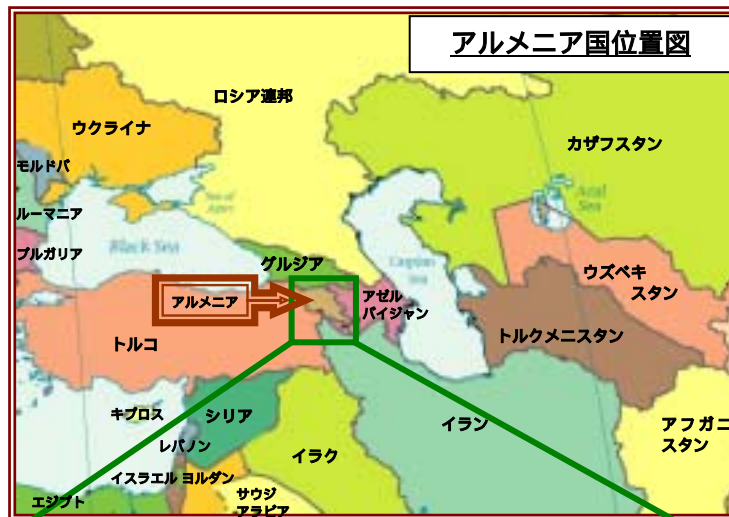 アルメニア国位置図
ロシア連邦
ウクライナ
カザフスタン
モルドバ
Sea of
Azov
Aral
Sea
ルーマニア
Black Sea
ブルガリア
グルジア
Caspian
Sea
ウズベキ
スタン
アルメニア
アゼル
バイジャン
トルクメニスタン
トルコ
キプロス
シリア
イラン
アフガニ
スタン
レバノン
イラク
イスラエル ヨルダン
エジプト
サウジ
アラビア